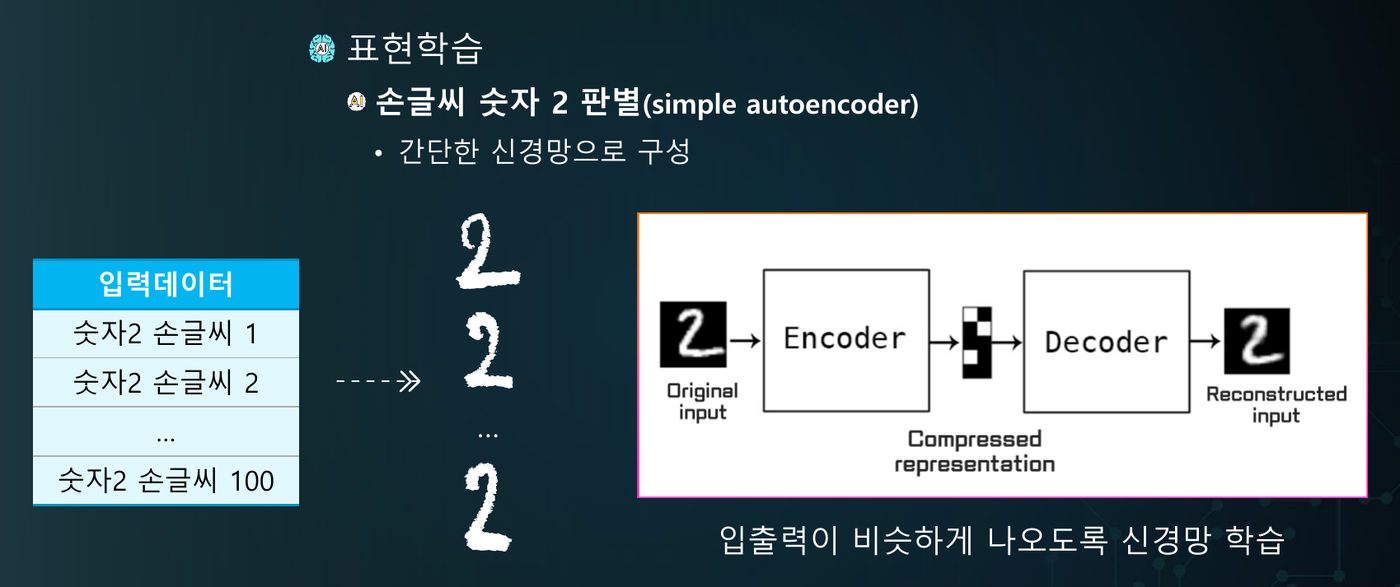 AI 표현학습
AI 손글씨 숫자 2 판별(simple autoencoder)
• 간단한 신경망으로 구성
입력데이터
숫자2 손글씨 1
숫자2 손글씨 2
...
숫자2 손글씨 100
2
2
...
2
2
Original
input
Encoder
Compressed
representation
Decoder
2
Reconstructed
input
입출력이 비슷하게 나오도록 신경망 학습